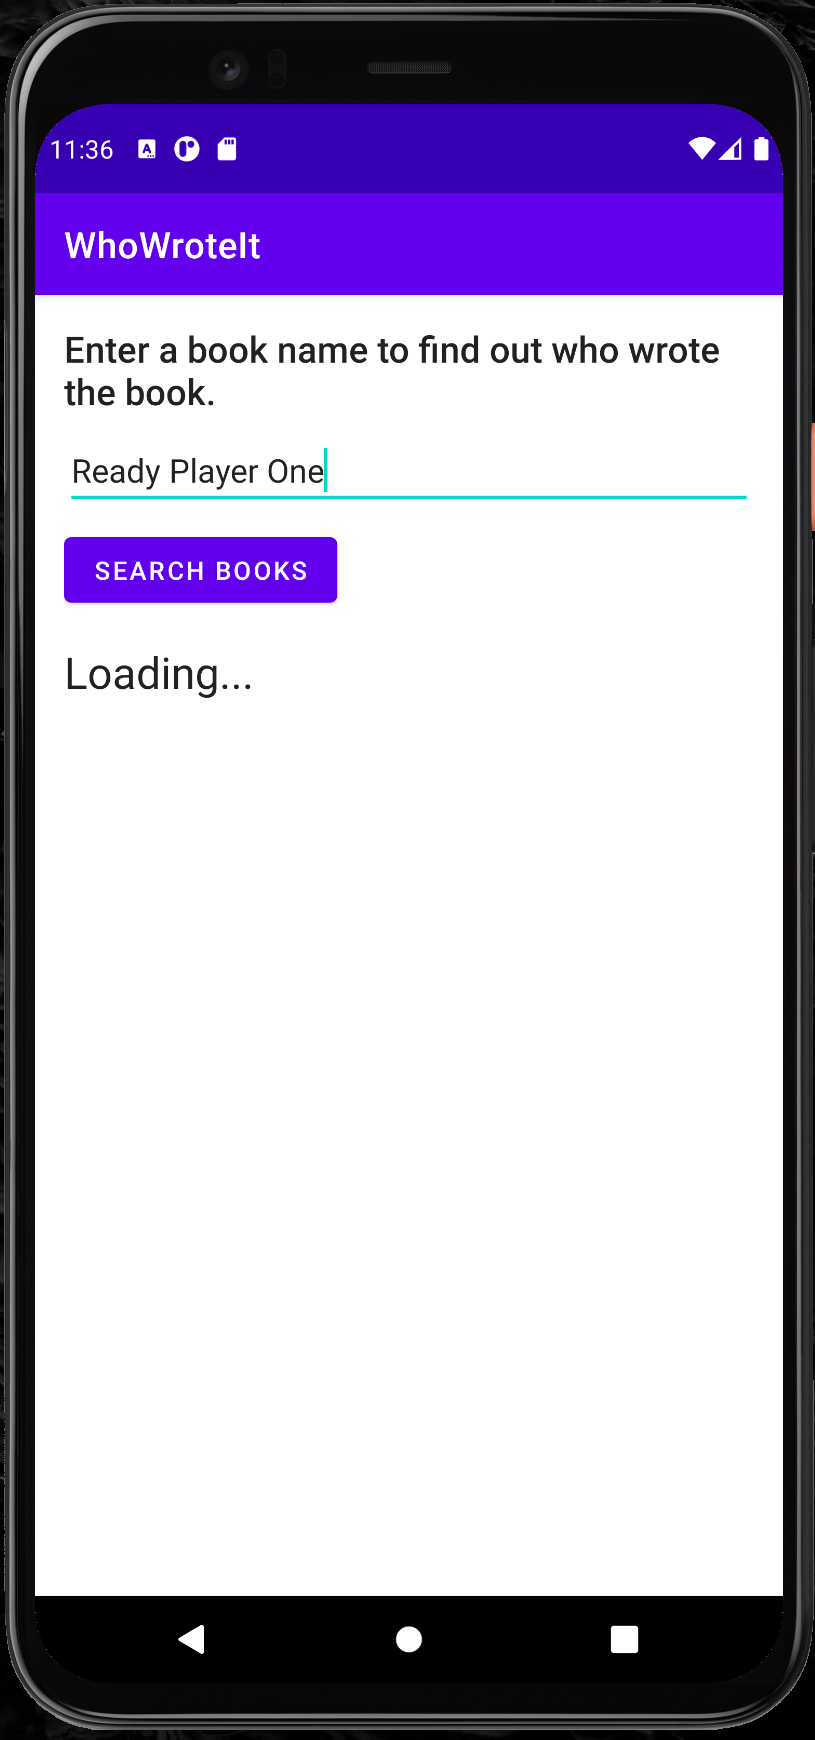 11:36
WhoWroteIt
Enter a book name to find out who wrote
the book.
Ready Player One
SEARCH BOOKS
Loading...